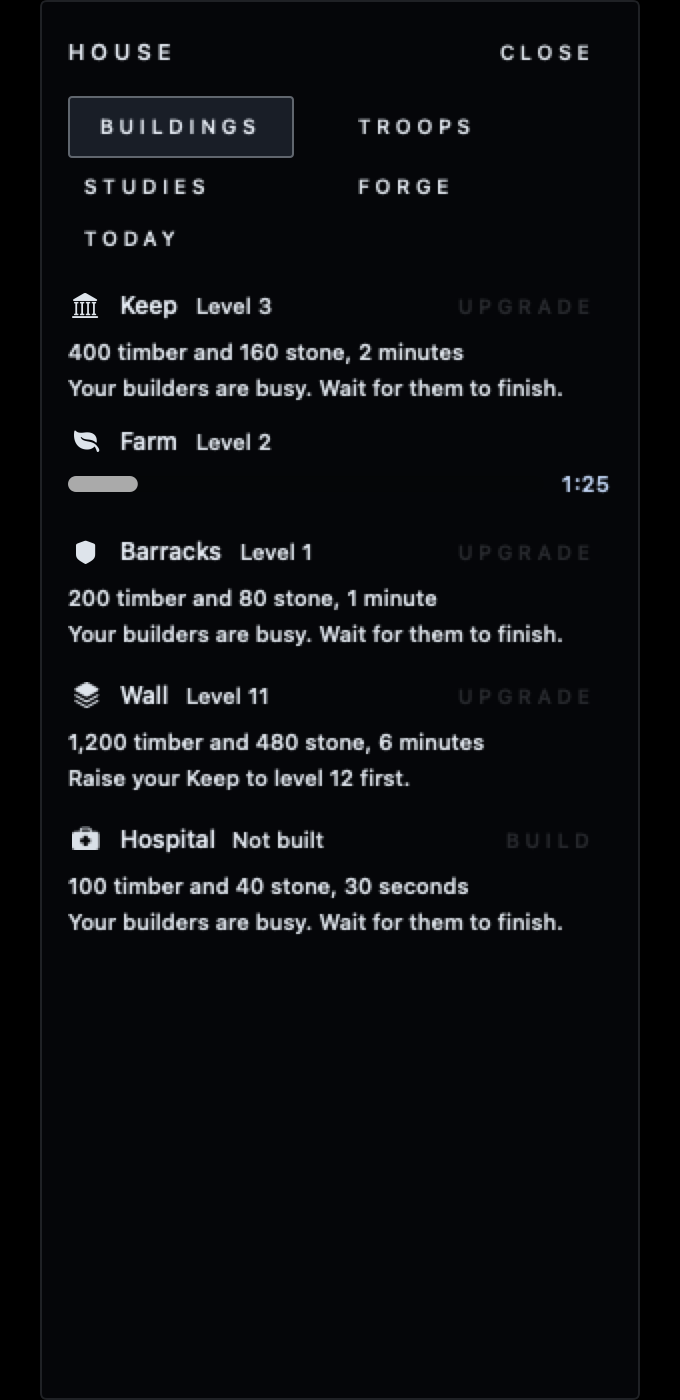 HOUSE CLOSE
BUILDINGS TROOPS
STUDIES FORGE
TODAY
Keep Level 3 UPGRADE
400 timber and 160 stone, 2 minutes
Your builders are busy. Wait for them to finish.
Farm Level 2
1:25
Barracks Level 1 UPGRADE
200 timber and 80 stone, 1 minute
Your builders are busy. Wait for them to finish.
Wall Level 11 UPGRADE
1,200 timber and 480 stone, 6 minutes
Raise your Keep to level 12 first.
Hospital Not built BUILD
100 timber and 40 stone, 30 seconds
Your builders are busy. Wait for them to finish.